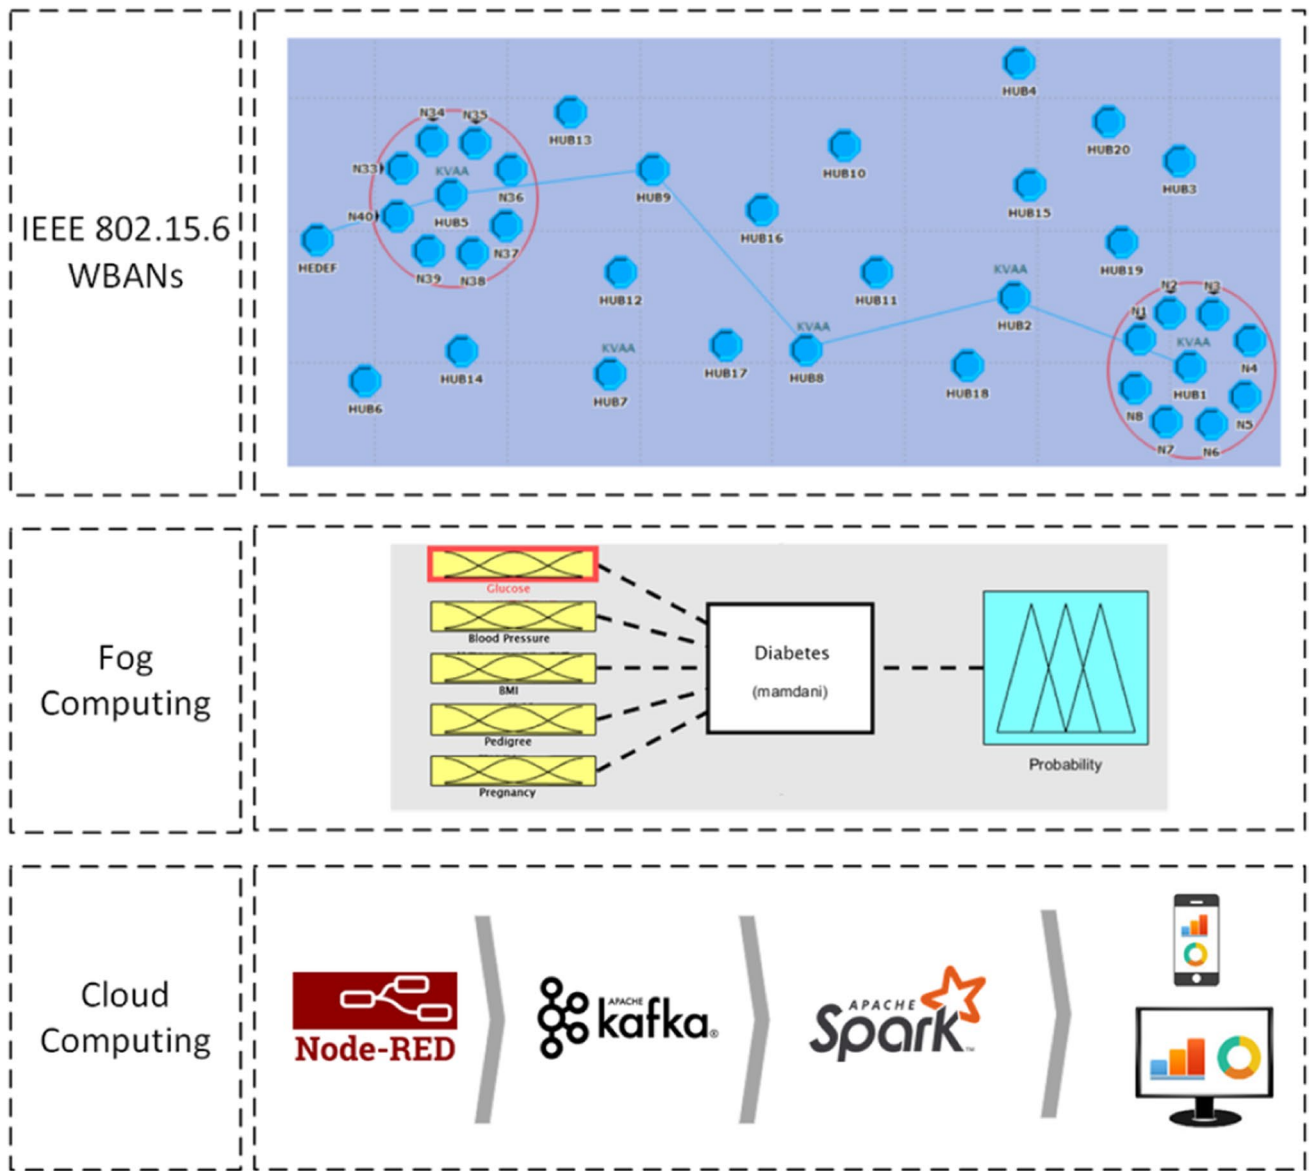 IEEE 802.15.6
WBANs
HUB4
N34
N35
HUB13
HUB20
N33
KVAA
N36
HUB9
HUB10
HUB3
HUB15
N40
HUB5
HUB16
N37
HEDEF
N39
N38
HUB12
HUB11
KVAA
HUB2
HUB19
N2
N3
N1
KVAA
N4
HUB1
N8
N5
N7
N6
KVAA
HUB8
HUB17
HUB18
KVAA
HUB7
HUB14
HUB6
Fog
Computing
Glucose
Blood Pressure
BMI
Pedigree
Pregnancy
Diabetes
(mamdani)
Probability
Cloud
Computing
Node-RED
APACHE
kafka®
APACHE
Spark™